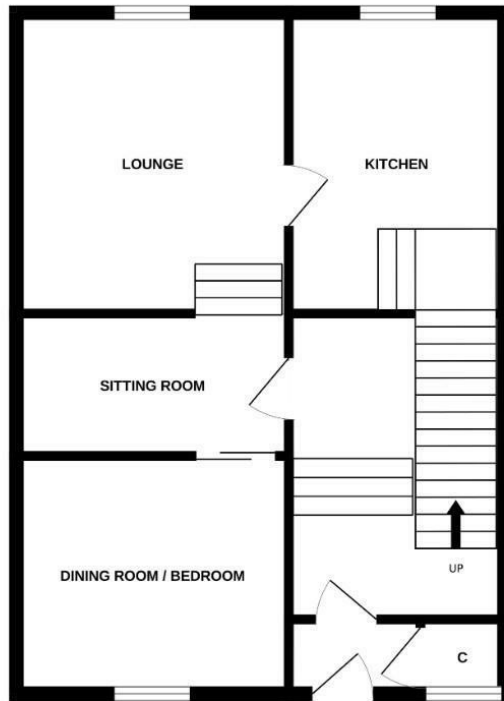 LOUNGE
KITCHEN
SITTING ROOM
DINING ROOM / BEDROOM
UP
C